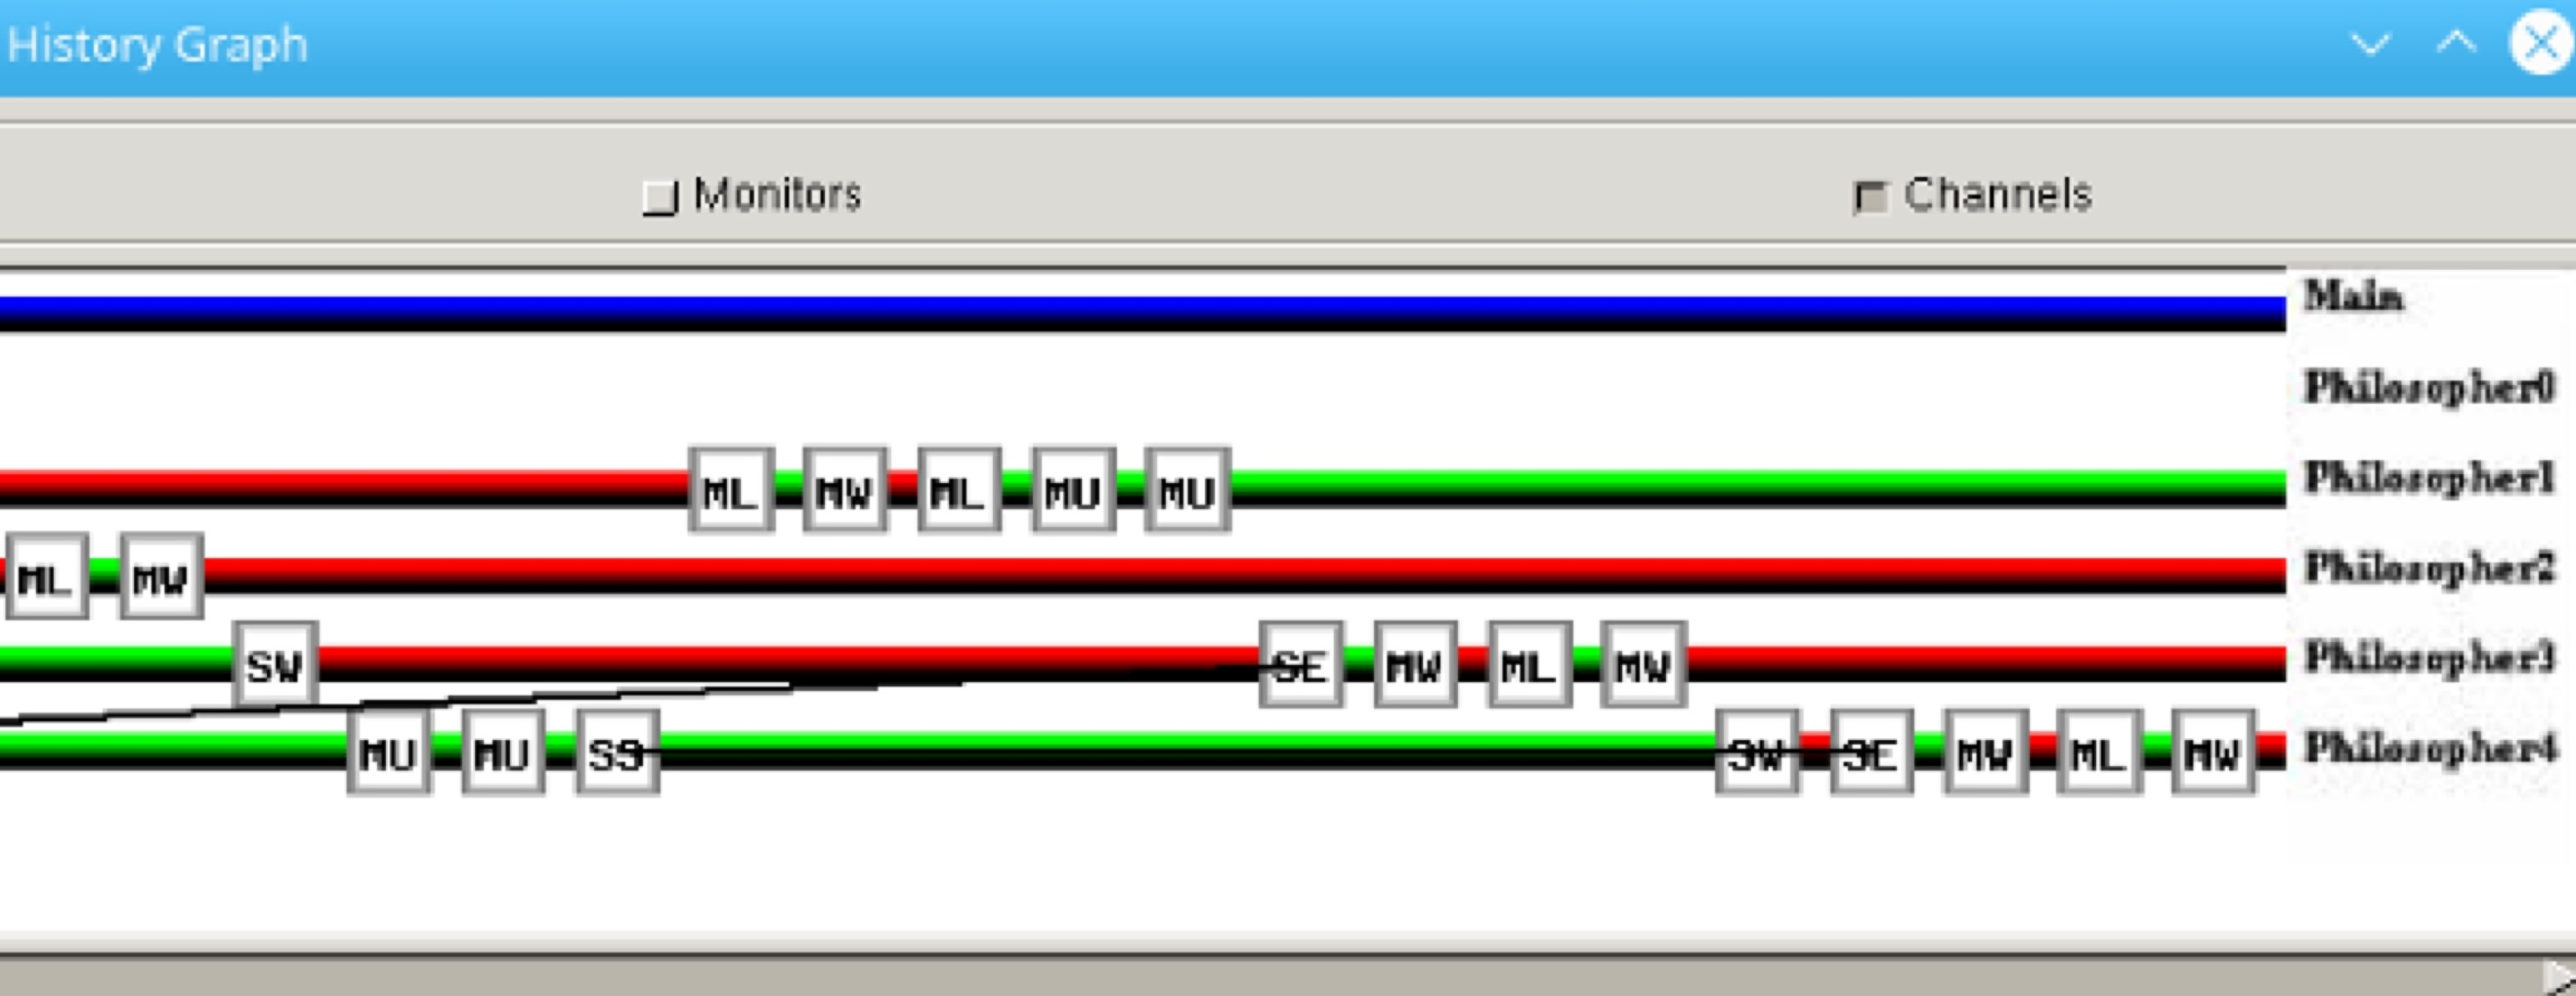 History Graph
Monitors Channels
Main
Philosopher0
ML MW ML MU MU Philosopher1
ML MW Philosopher2
SW SE MW ML MW Philosopher3
MU MU SS SW SE MW ML MW Philosopher4